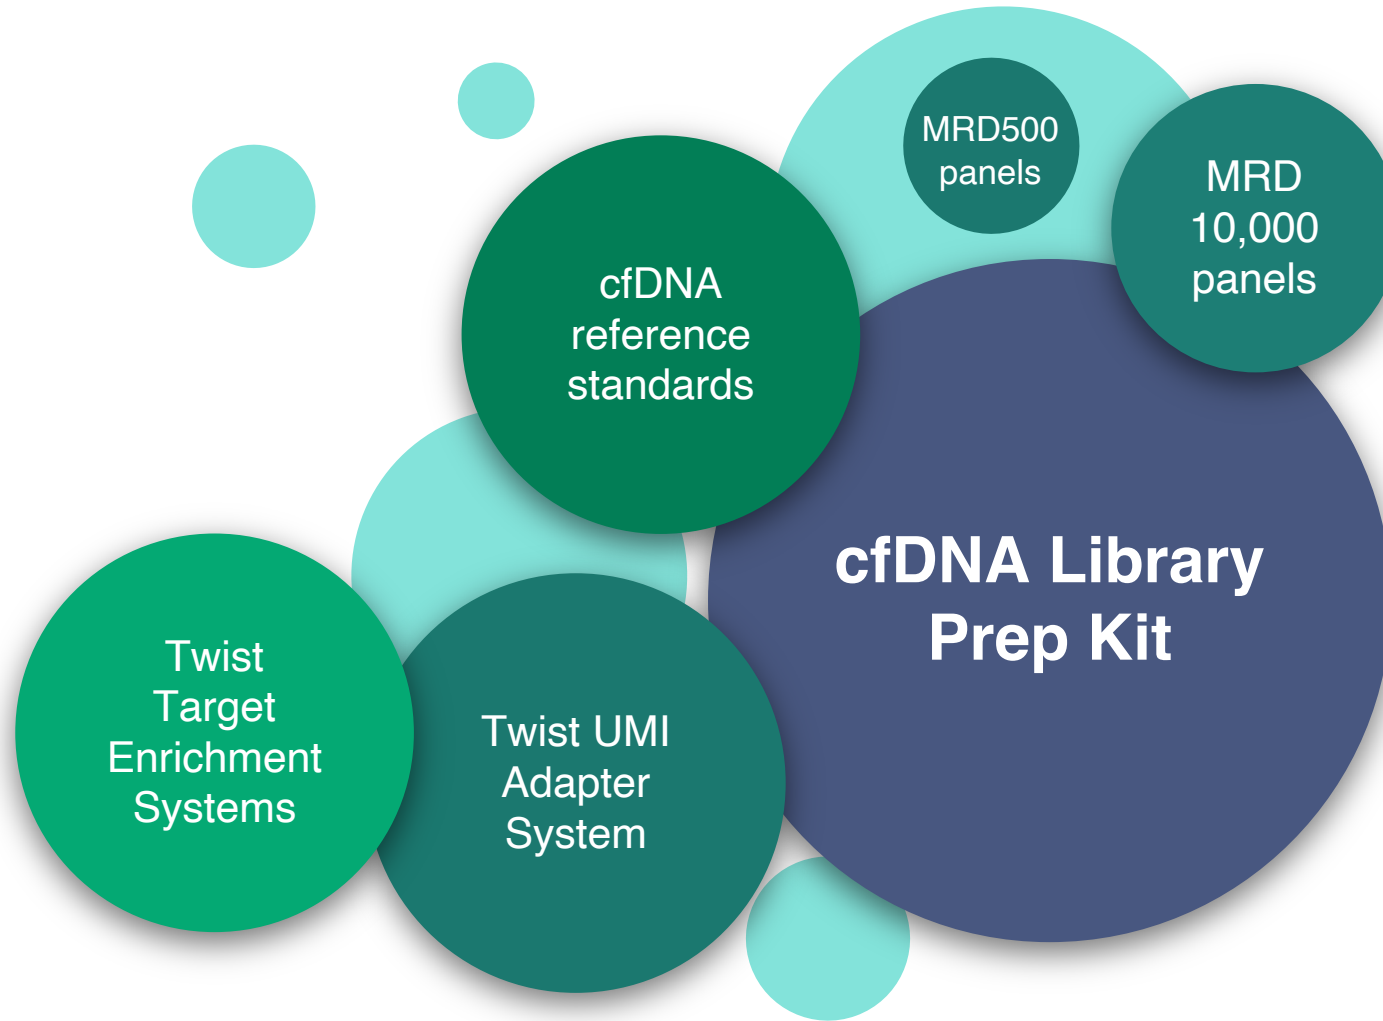 MRD500
panels
MRD
10,000
panels
cfDNA
reference
standards
cfDNA Library
Prep Kit
Twist
Target
Enrichment
Systems
Twist UMI
Adapter
System